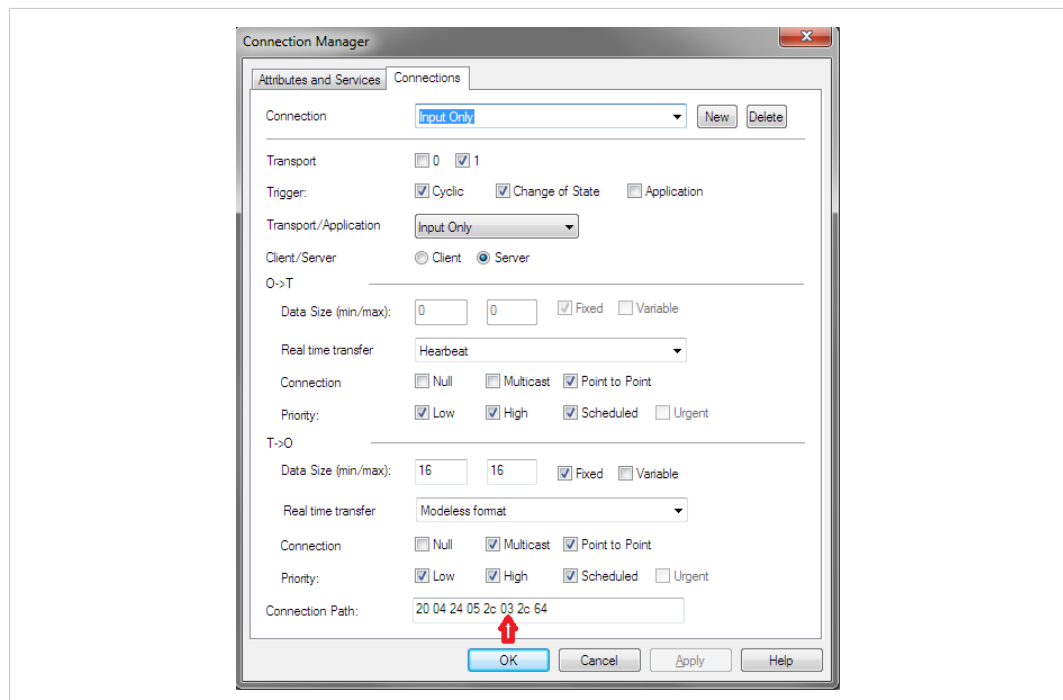 Connection Manager
Attributes and Services Connections
Connection Input Only New Delete
Transport 0 1
Trigger: Cyclic Change of State Application
Transport/Application Input Only
Client/Server Client Server
O->T
Data Size (min/max): 0 0 Fixed Variable
Real time transfer Hearbeat
Connection Null Multicast Point to Point
Priority: Low High Scheduled Urgent
T->O
Data Size (min/max): 16 16 Fixed Variable
Real time transfer Modeless format
Connection Null Multicast Point to Point
Priority: Low High Scheduled Urgent
Connection Path: 20 04 24 05 2c 03 2c 64
OK Cancel Apply Help